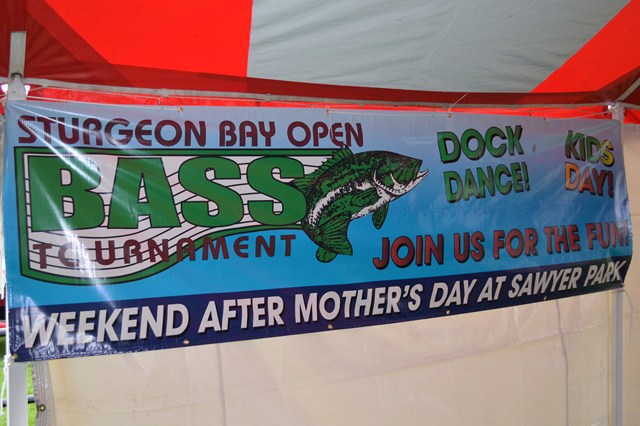 STURGEON BAY OPEN
BASS
TOURNAMENT
DOCK
DANCE!
KIDS
DAY!
JOIN US FOR THE FUN!
WEEKEND AFTER MOTHER'S DAY AT SAWYER PARK